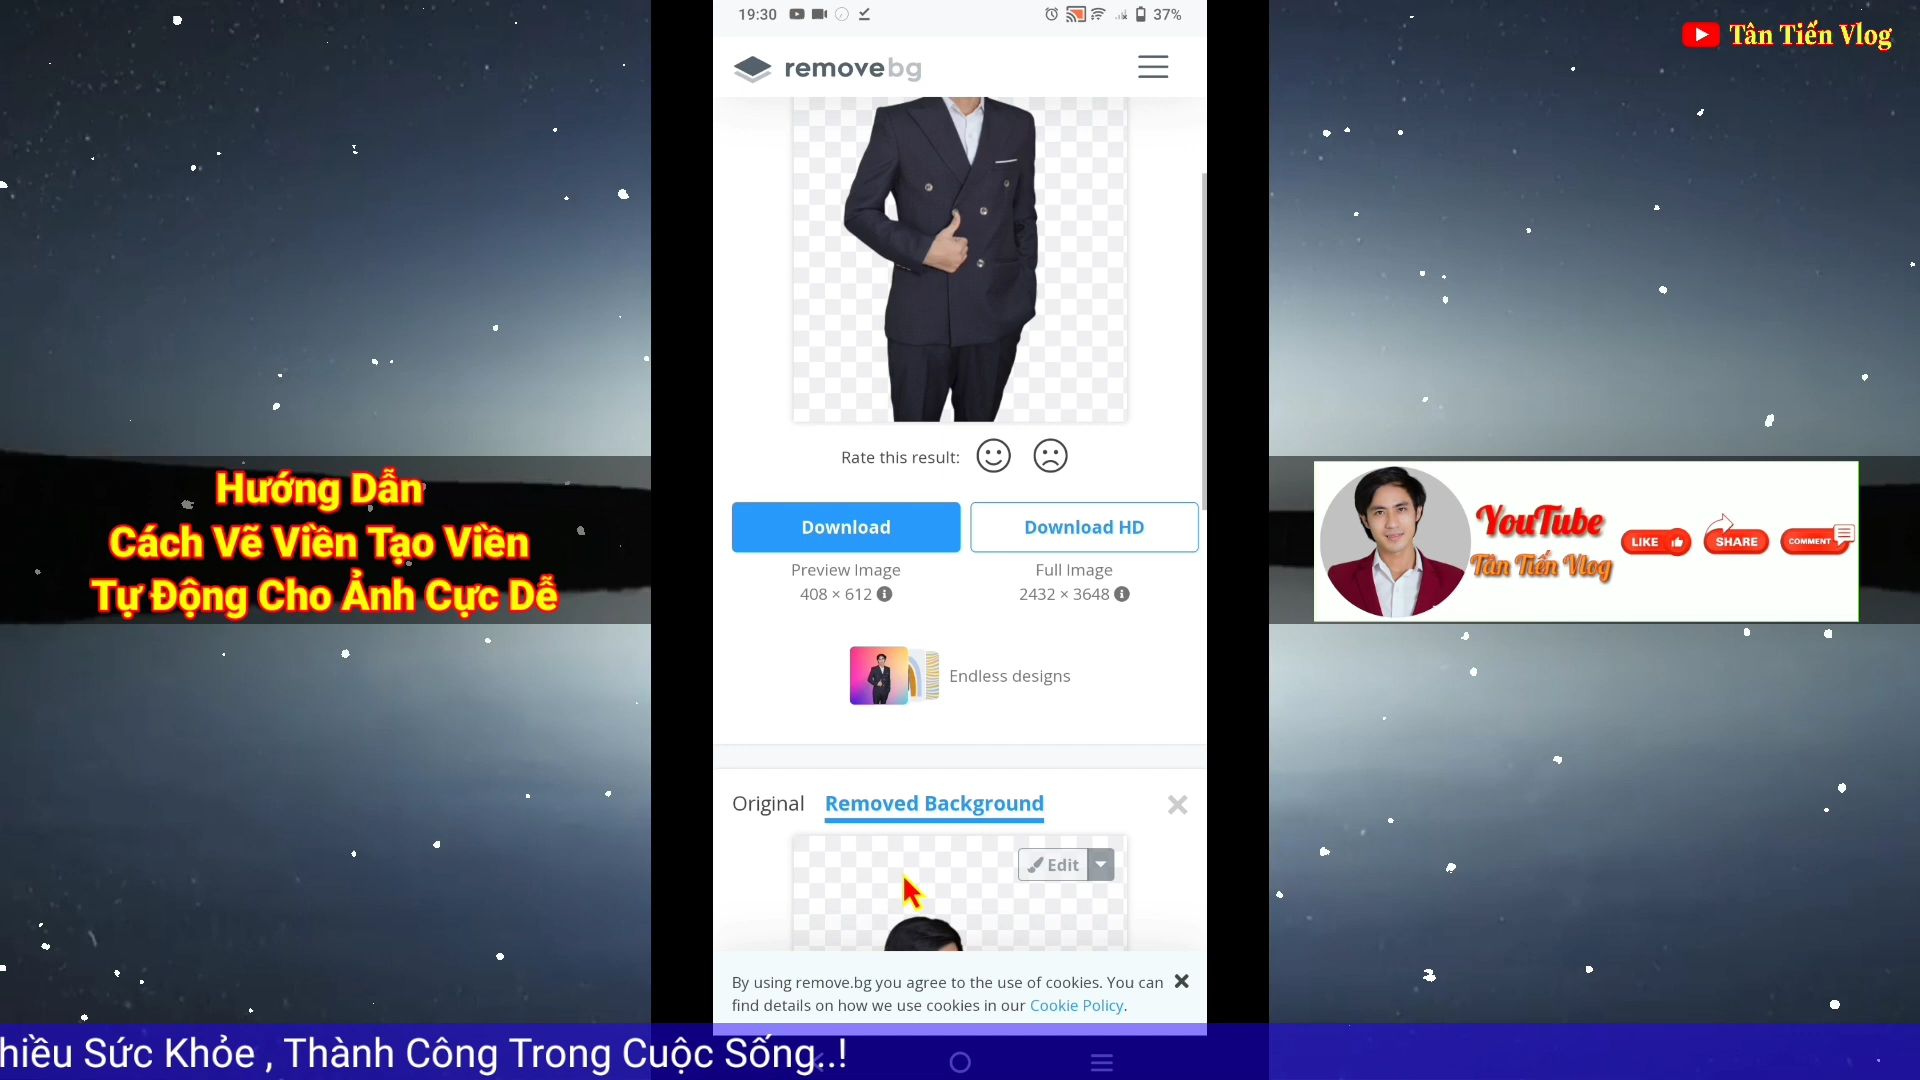 19:30
37%
Tân Tiến Vlog
removebg
Rate this result:
Download
Download HD
Preview Image
408 × 612
Full Image
2432 × 3648
Endless designs
Original
Removed Background
Edit
By using remove.bg you agree to the use of cookies. You can
find details on how we use cookies in our Cookie Policy.
Hướng Dẫn
Cách Vẽ Viền Tạo Viền
Tự Động Cho Ảnh Cực Dễ
YouTube
Tân Tiến Vlog
LIKE
SHARE
COMMENT
hiều Sức Khỏe , Thành Công Trong Cuộc Sống..!